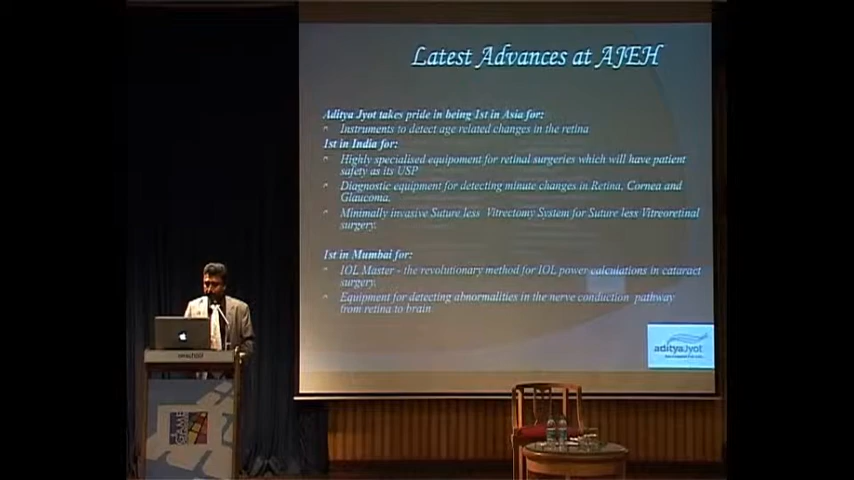 Latest Advances at AJEH
Aditya Jyot takes pride in being 1st in Asia for:
Instruments to detect age related changes in the retina
1st in India for:
Highly specialised equipoment for retinal surgeries which will have patient
safety as its USP
Diagnostic equipment for detecting minute changes in Retina, Cornea and
Glaucoma.
Minimally invasive Suture less Vitrectomy System for Suture less Vitreoretinal
surgery.
1st in Mumbai for:
IOL Master - the revolutionary method for IOL power calculations in cataract
surgery.
Equipment for detecting abnormalities in the nerve conduction pathway
from retina to brain
adityaJyot